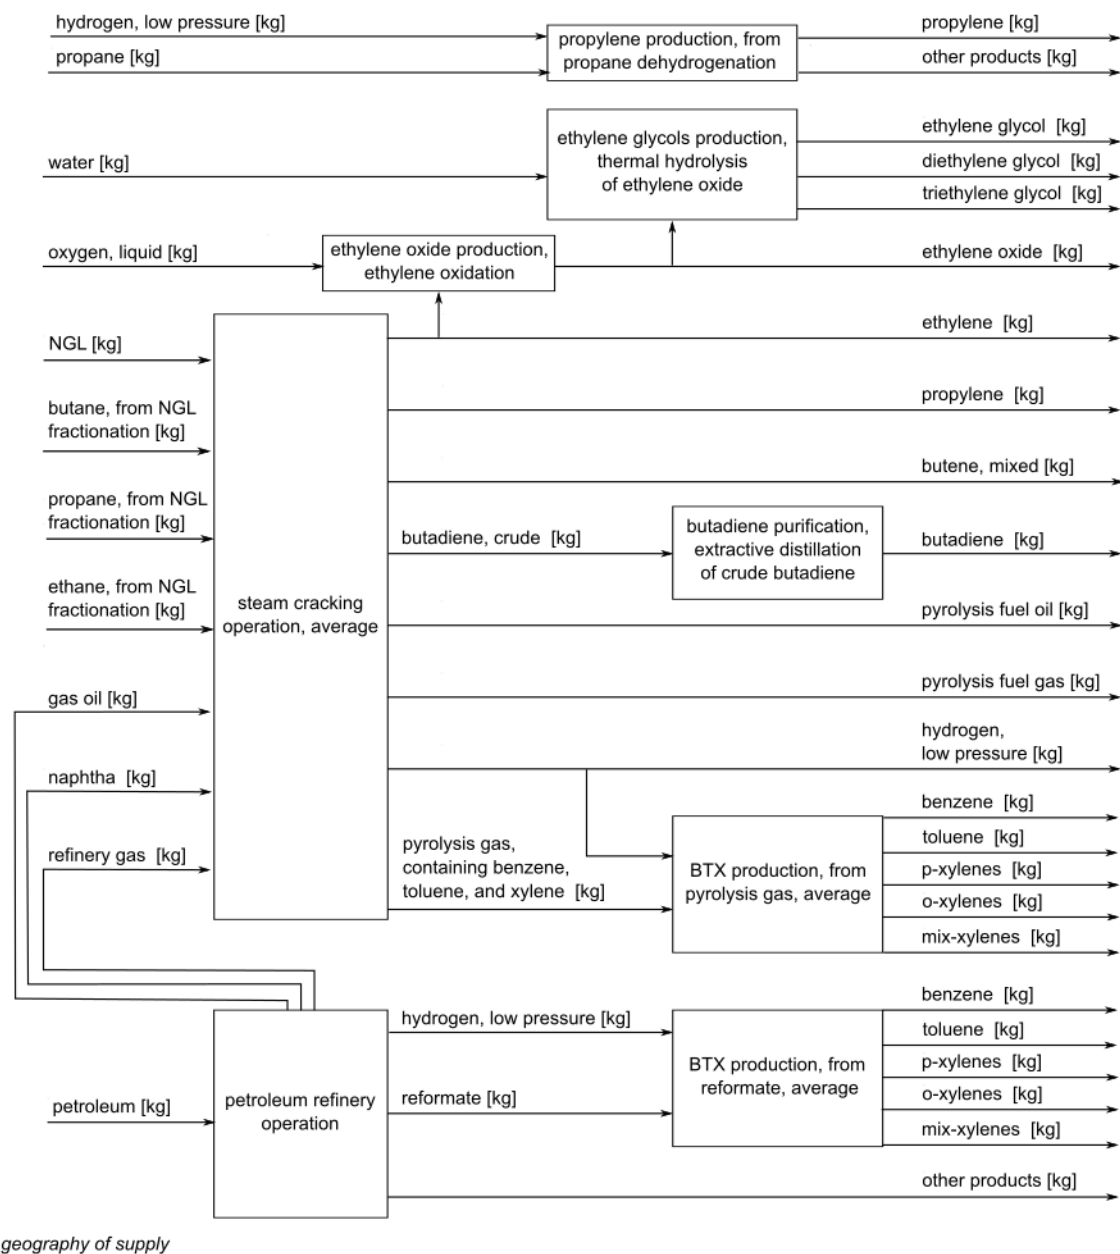 hydrogen, low pressure [kg]
propane [kg]
propylene production, from
propane dehydrogenation
propylene [kg]
other products [kg]
water [kg]
ethylene glycols production,
thermal hydrolysis
of ethylene oxide
ethylene glycol [kg]
diethylene glycol [kg]
triethylene glycol [kg]
oxygen, liquid [kg]
ethylene oxide production,
ethylene oxidation
ethylene oxide [kg]
NGL [kg]
butane, from NGL
fractionation [kg]
propane, from NGL
fractionation [kg]
ethane, from NGL
fractionation [kg]
gas oil [kg]
naphtha [kg]
refinery gas [kg]
steam cracking
operation, average
ethylene [kg]
propylene [kg]
butene, mixed [kg]
butadiene, crude [kg]
butadiene purification,
extractive distillation
of crude butadiene
butadiene [kg]
pyrolysis fuel oil [kg]
pyrolysis fuel gas [kg]
hydrogen,
low pressure [kg]
pyrolysis gas,
containing benzene,
toluene, and xylene [kg]
BTX production, from
pyrolysis gas, average
benzene [kg]
toluene [kg]
p-xylenes [kg]
o-xylenes [kg]
mix-xylenes [kg]
petroleum [kg]
petroleum refinery
operation
hydrogen, low pressure [kg]
reformate [kg]
BTX production, from
reformate, average
benzene [kg]
toluene [kg]
p-xylenes [kg]
o-xylenes [kg]
mix-xylenes [kg]
other products [kg]
geography of supply